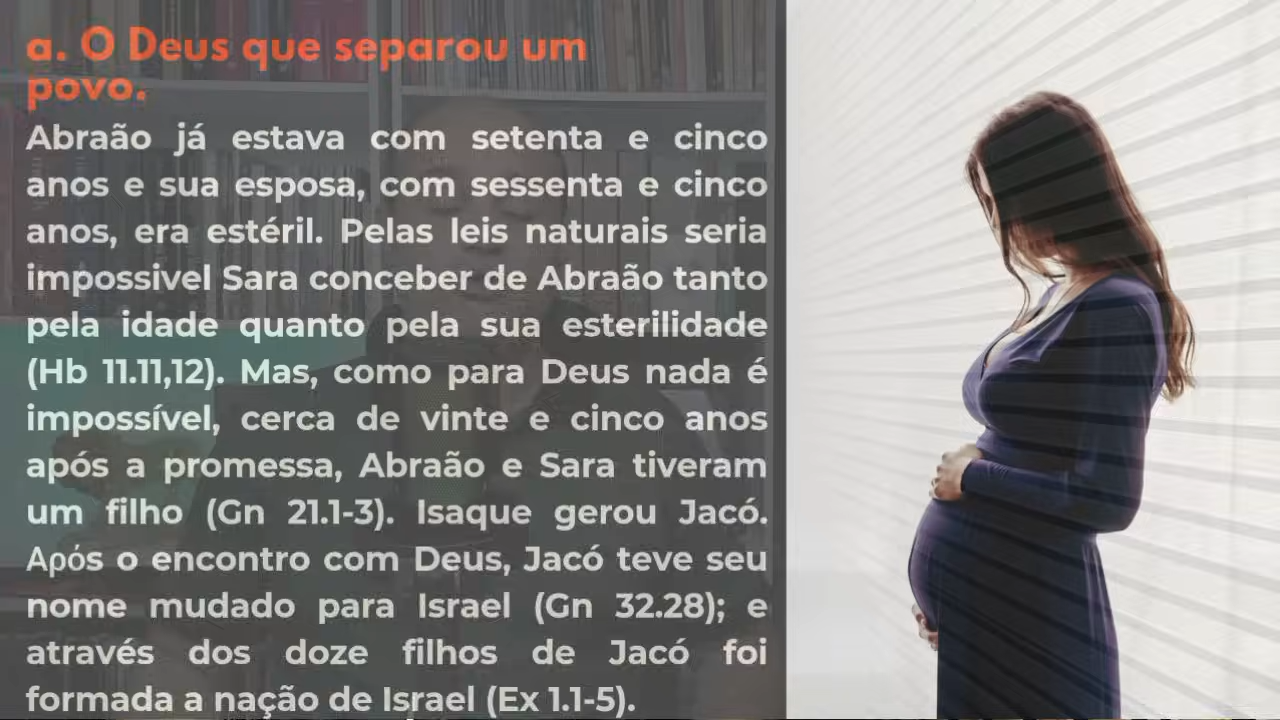 a. O Deus que separou um
povo.
Abraão já estava com setenta e cinco
anos e sua esposa, com sessenta e cinco
anos, era estéril. Pelas leis naturais seria
impossivel Sara conceber de Abraão tanto
pela idade quanto pela sua esterilidade
(Hb 11.11,12). Mas, como para Deus nada é
impossível, cerca de vinte e cinco anos
após a promessa, Abraão e Sara tiveram
um filho (Gn 21.1-3). Isaque gerou Jacó.
Após o encontro com Deus, Jacó teve seu
nome mudado para Israel (Gn 32.28); e
através dos doze filhos de Jacó foi
formada a nação de Israel (Ex 1.1-5).